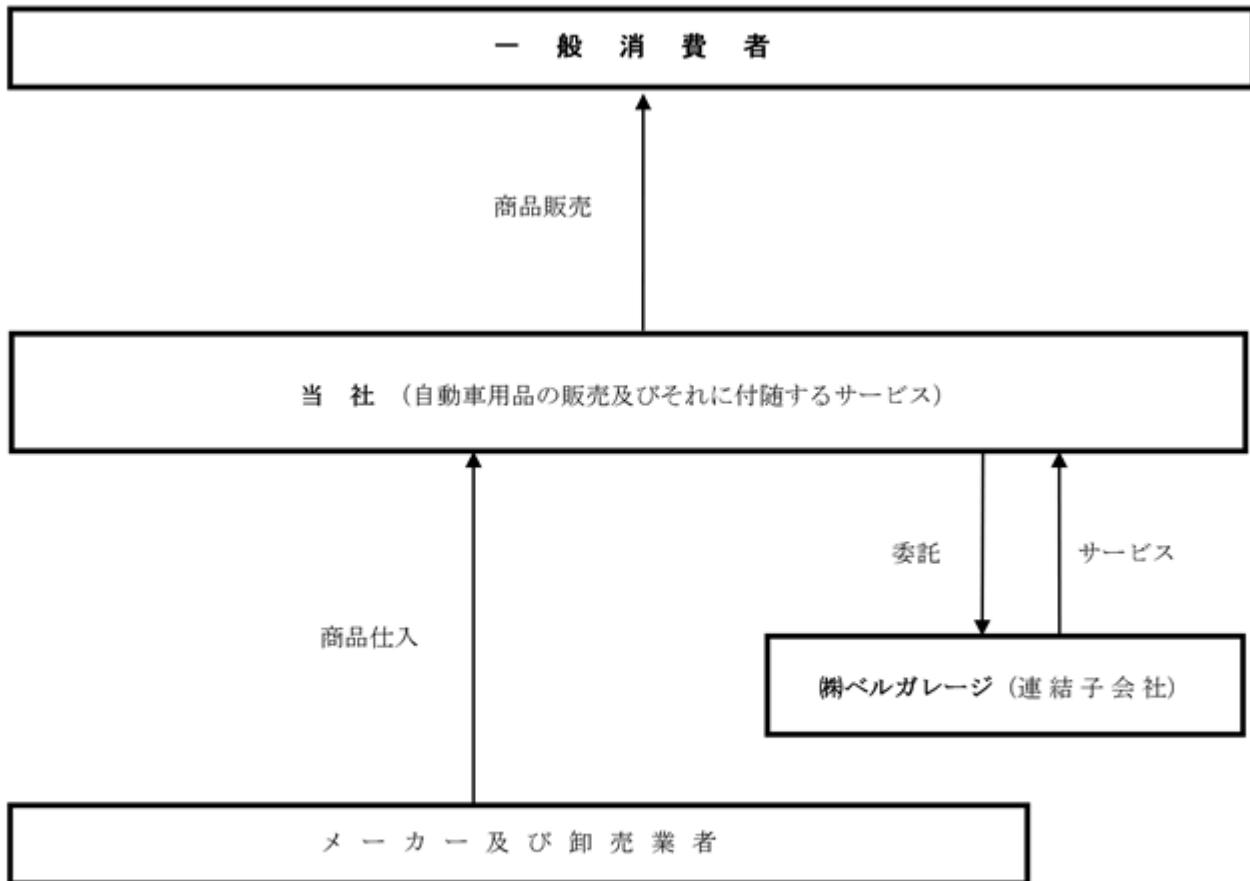 一般消費者
商品販売
当社 （自動車用品の販売及びそれに付随するサービス）
委託 サービス
商品仕入
㈱ベルガレージ（連結子会社）
メーカー及び卸売業者